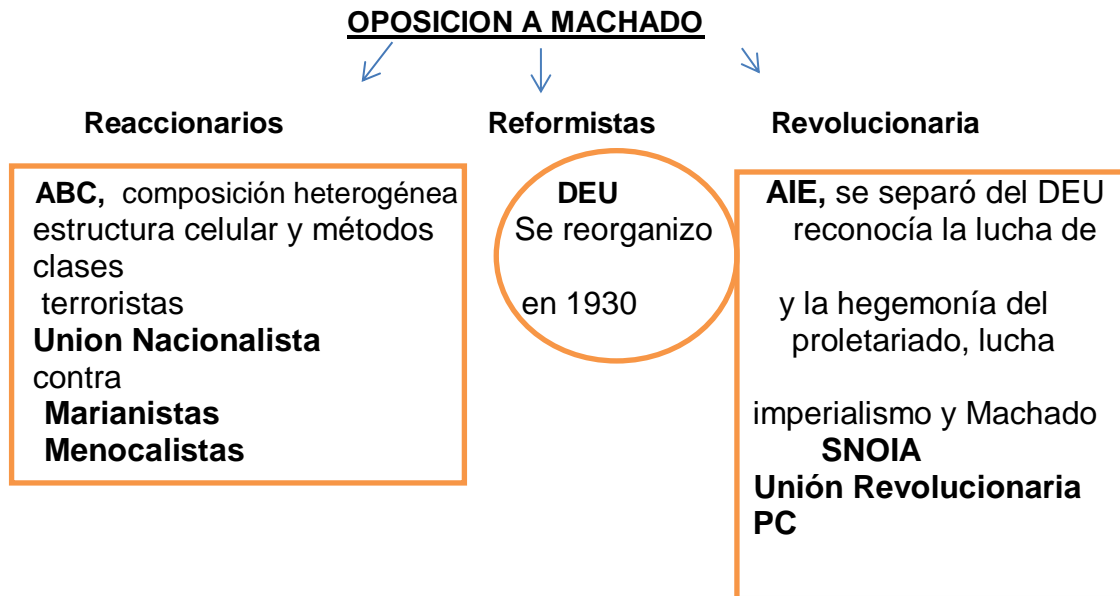 OPOSICION A MACHADO
Reaccionarios
Reformistas
Revolucionaria
ABC, composición heterogénea
estructura celular y métodos
clases
terroristas
Union Nacionalista
contra
Marianistas
Menocalistas
DEU
Se reorganizo
en 1930
AIE, se separó del DEU
reconocía la lucha de
y la hegemonía del
proletariado, lucha
imperialismo y Machado
SNOIA
Unión Revolucionaria
PC